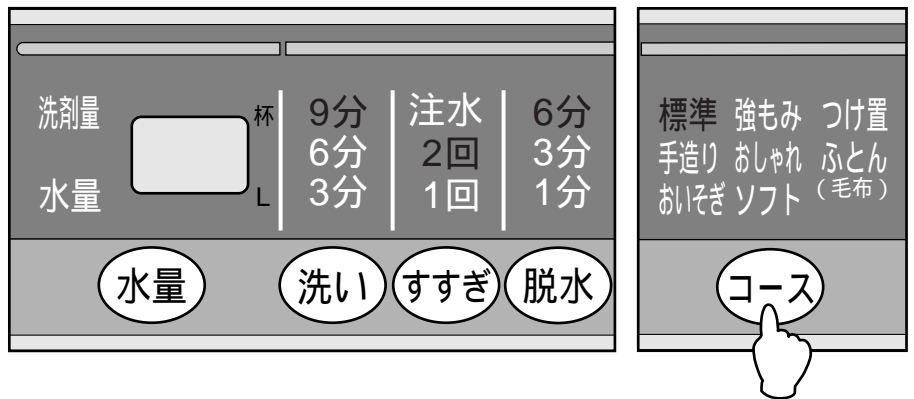 洗剤量 杯 9分 注水 6分
6分 2回 3分
水量 L 3分 1回 1分
水量 洗い すすぎ 脱水
標準 強もみ つけ置
手造り おしゃれ ふとん
おいそぎ ソフト (毛布)
コース